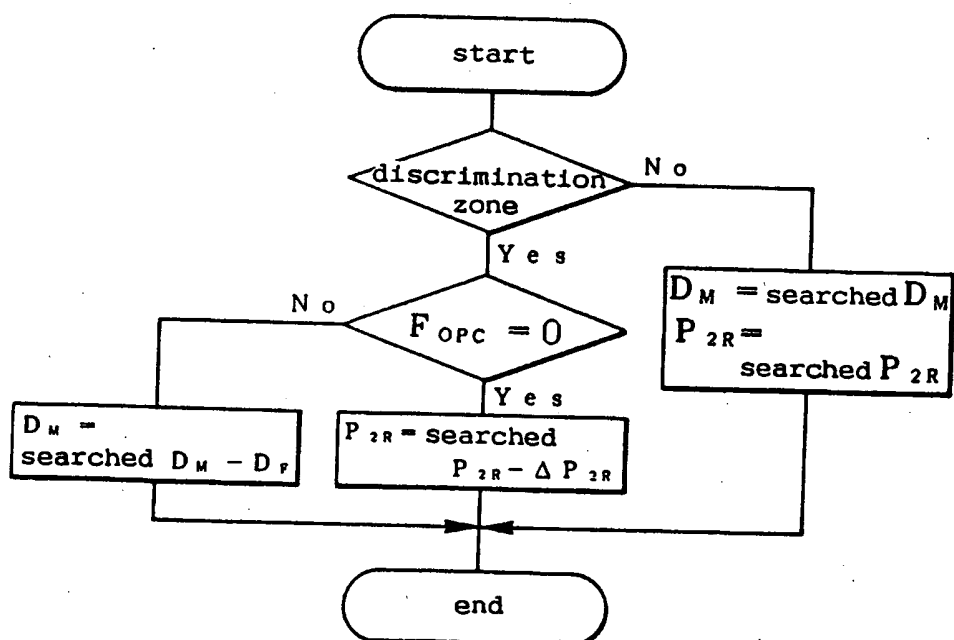 start
discrimination
zone
No
Yes
D_M = searched D_M
P_2R =
searched P_2R
No
F_OPC = 0
Yes
D_M =
searched D_M - D_F
P_2R = searched
P_2R - Δ P_2R
end